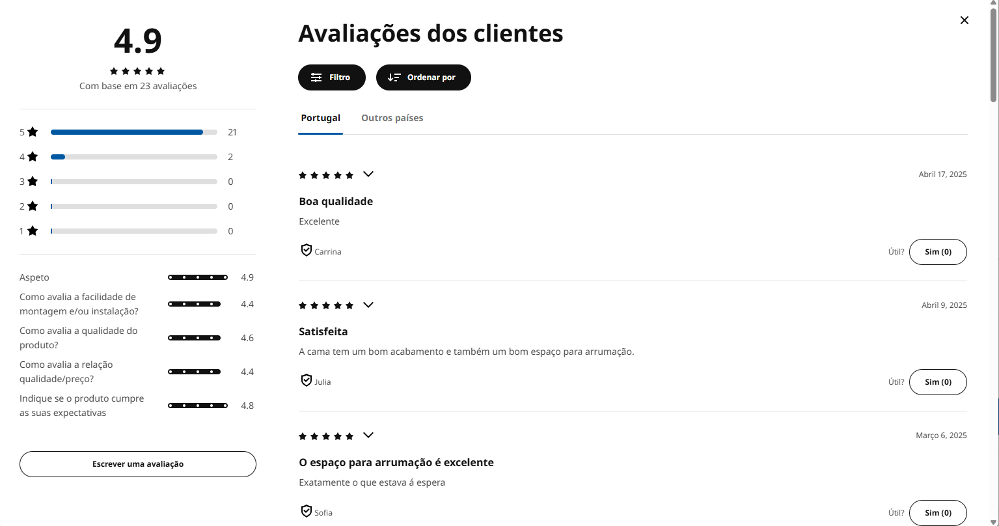 4.9
Com base em 23 avaliações
5 21
4 2
3 0
2 0
1 0
Aspeto 4.9
Como avalia a facilidade de
montagem e/ou instalação? 4.4
Como avalia a qualidade do
produto? 4.6
Como avalia a relação
qualidade/preço? 4.4
Indique se o produto cumpre
as suas expectativas 4.8
Escrever uma avaliação
Avaliações dos clientes
Filtro Ordenar por
Portugal Outros países
Abril 17, 2025
Boa qualidade
Excelente
Carrina Útil? Sim (0)
Abril 9, 2025
Satisfeita
A cama tem um bom acabamento e também um bom espaço para arrumação.
Julia Útil? Sim (0)
Março 6, 2025
O espaço para arrumação é excelente
Exatamente o que estava á espera
Sofia Útil? Sim (0)